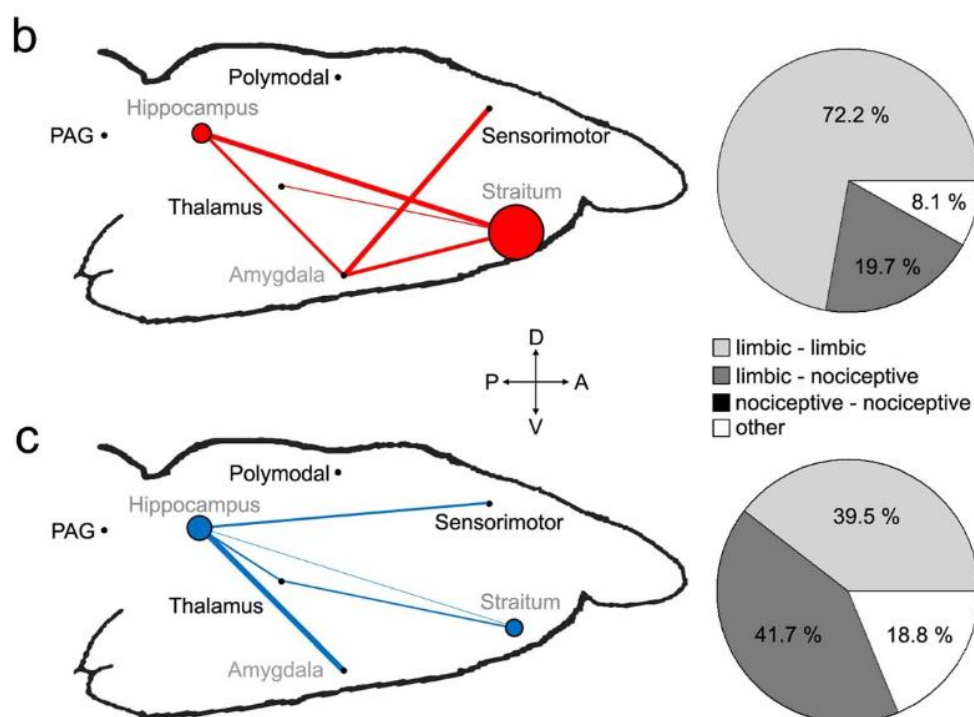 b
Polymodal
Hippocampus
PAG
Sensorimotor
Thalamus
Straitum
Amygdala
72.2 %
8.1 %
19.7 %
D
P A
V
limbic - limbic
limbic - nociceptive
nociceptive - nociceptive
other
c
Polymodal
Hippocampus
PAG
Sensorimotor
Thalamus
Straitum
Amygdala
39.5 %
41.7 %
18.8 %